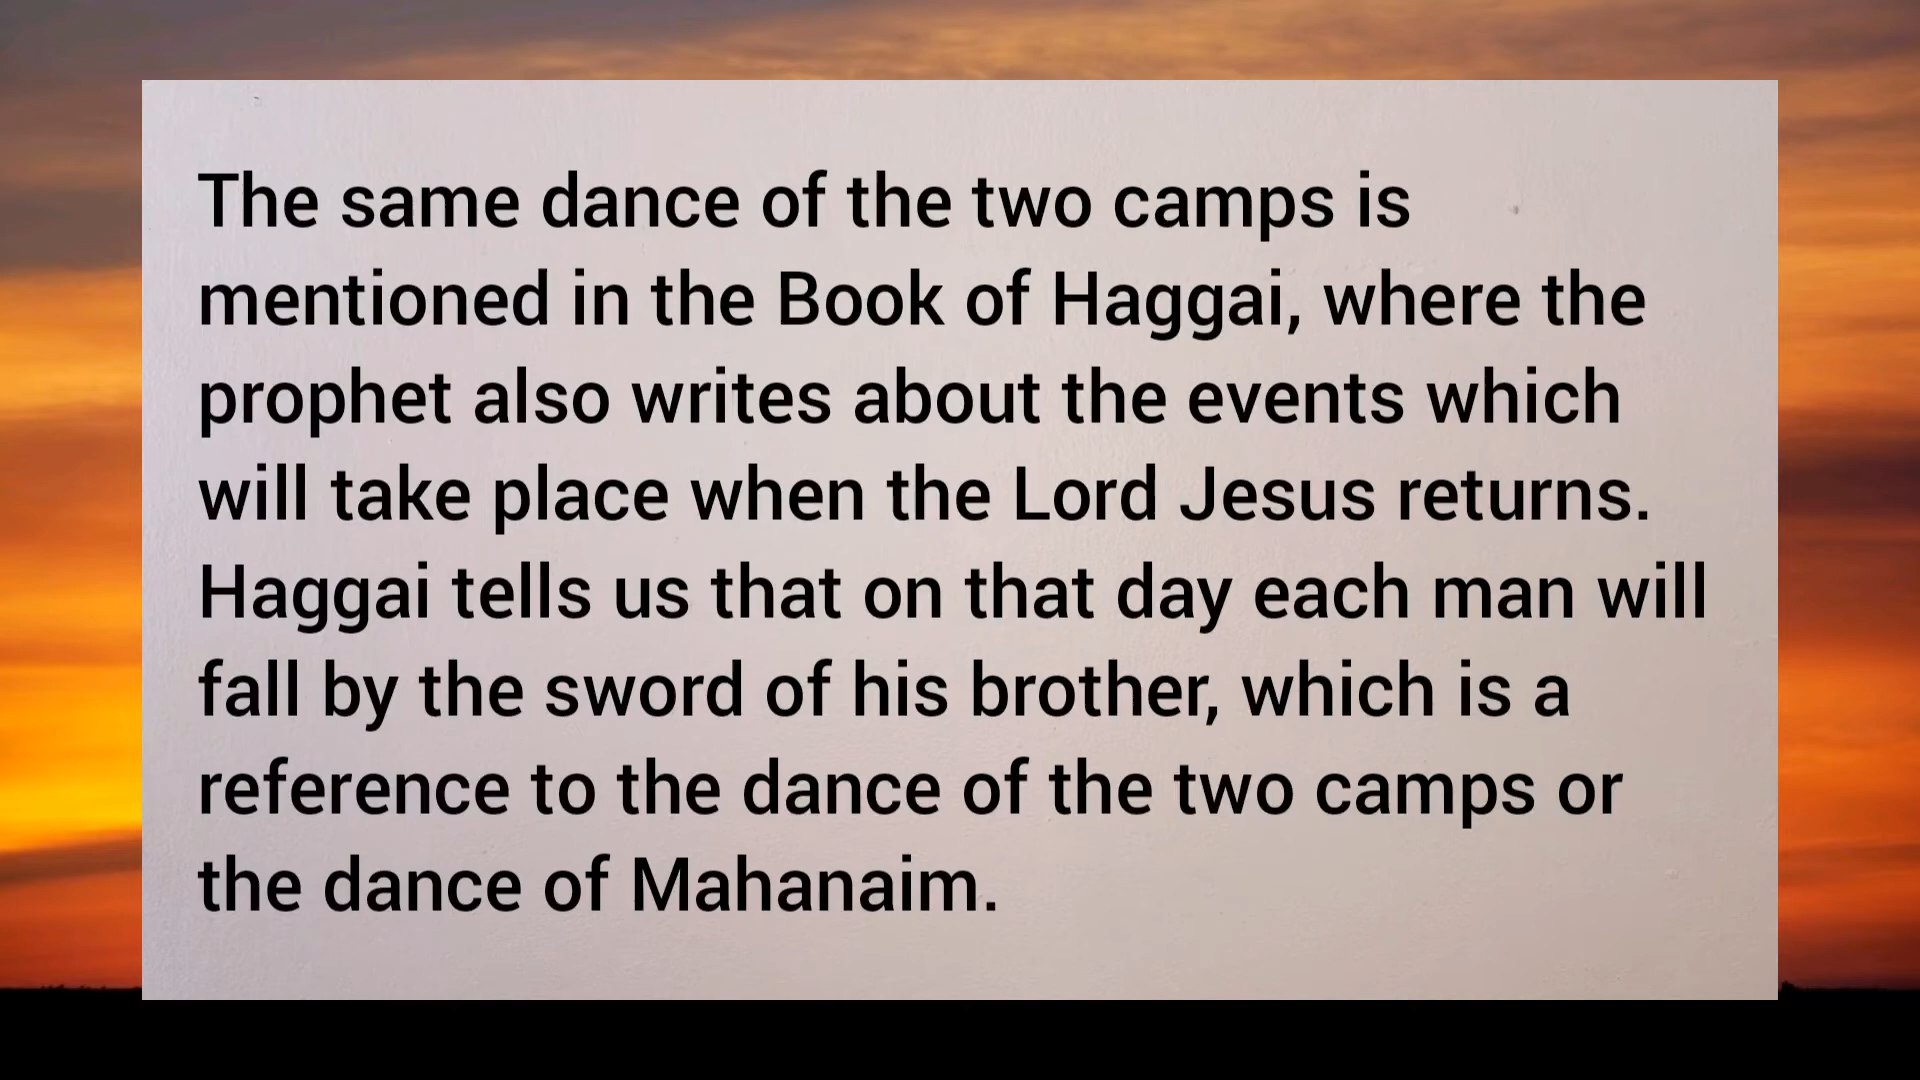 The same dance of the two camps is
mentioned in the Book of Haggai, where the
prophet also writes about the events which
will take place when the Lord Jesus returns.
Haggai tells us that on that day each man will
fall by the sword of his brother, which is a
reference to the dance of the two camps or
the dance of Mahanaim.